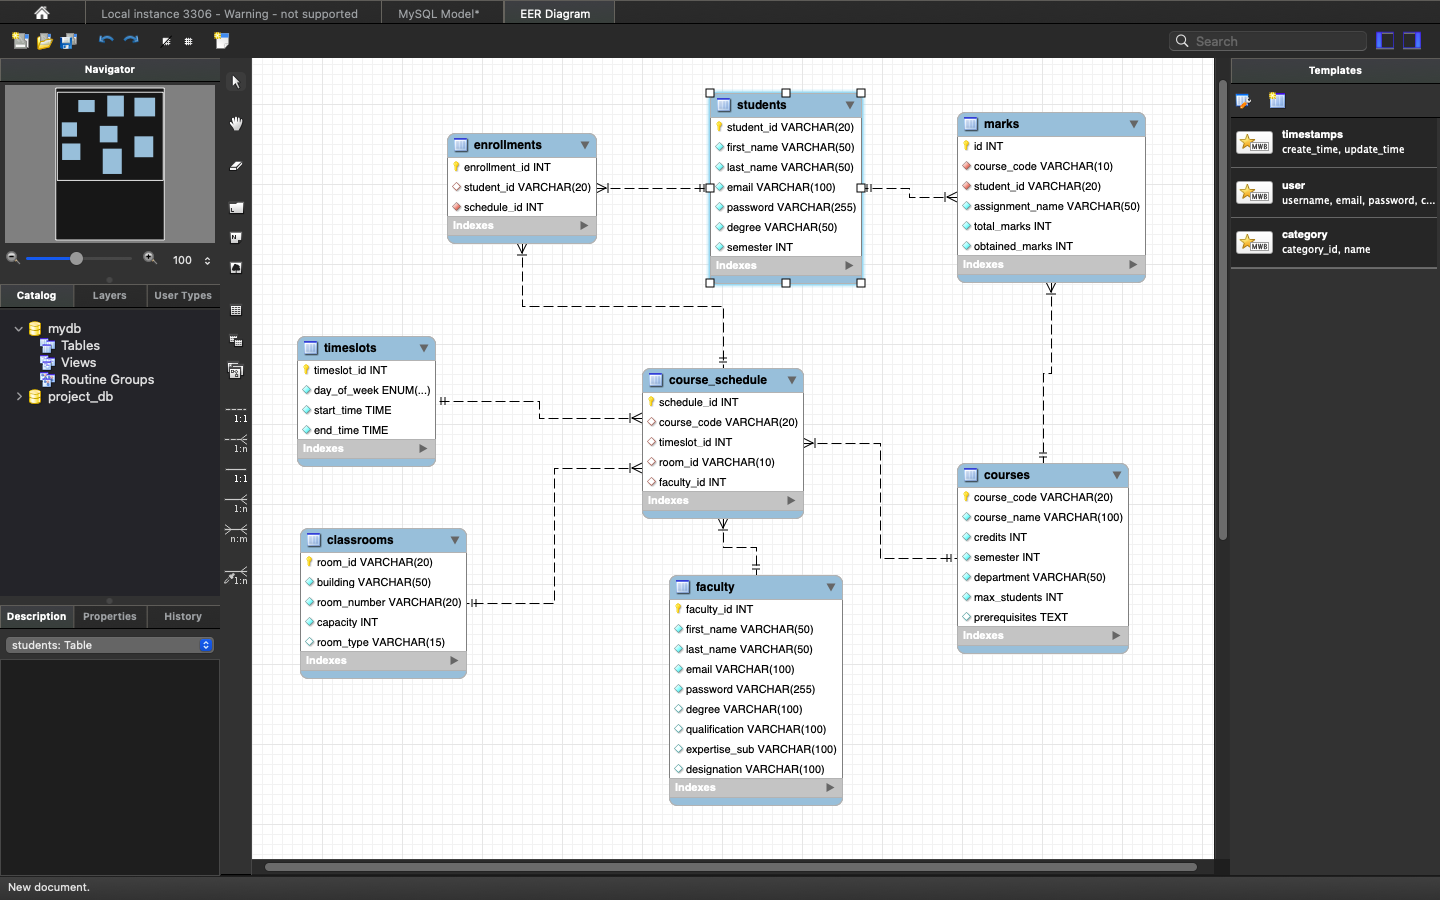 Local instance 3306 - Warning - not supported
MySQL Model*
EER Diagram
Search
Navigator
100
Catalog
Layers
User Types
mydb
Tables
Views
Routine Groups
project_db
Description
Properties
History
students: Table
1:1
1:n
1:1
1:n
n:m
1:n
enrollments
enrollment_id INT
student_id VARCHAR(20)
schedule_id INT
Indexes
students
student_id VARCHAR(20)
first_name VARCHAR(50)
last_name VARCHAR(50)
email VARCHAR(100)
password VARCHAR(255)
degree VARCHAR(50)
semester INT
Indexes
marks
id INT
course_code VARCHAR(10)
student_id VARCHAR(20)
assignment_name VARCHAR(50)
total_marks INT
obtained_marks INT
Indexes
timeslots
timeslot_id INT
day_of_week ENUM(...)
start_time TIME
end_time TIME
Indexes
course_schedule
schedule_id INT
course_code VARCHAR(20)
timeslot_id INT
room_id VARCHAR(10)
faculty_id INT
Indexes
courses
course_code VARCHAR(20)
course_name VARCHAR(100)
credits INT
semester INT
department VARCHAR(50)
max_students INT
prerequisites TEXT
Indexes
classrooms
room_id VARCHAR(20)
building VARCHAR(50)
room_number VARCHAR(20)
capacity INT
room_type VARCHAR(15)
Indexes
faculty
faculty_id INT
first_name VARCHAR(50)
last_name VARCHAR(50)
email VARCHAR(100)
password VARCHAR(255)
degree VARCHAR(100)
qualification VARCHAR(100)
expertise_sub VARCHAR(100)
designation VARCHAR(100)
Indexes
Templates
MWB
timestamps
create_time, update_time
MWB
user
username, email, password, c...
MWB
category
category_id, name
New document.